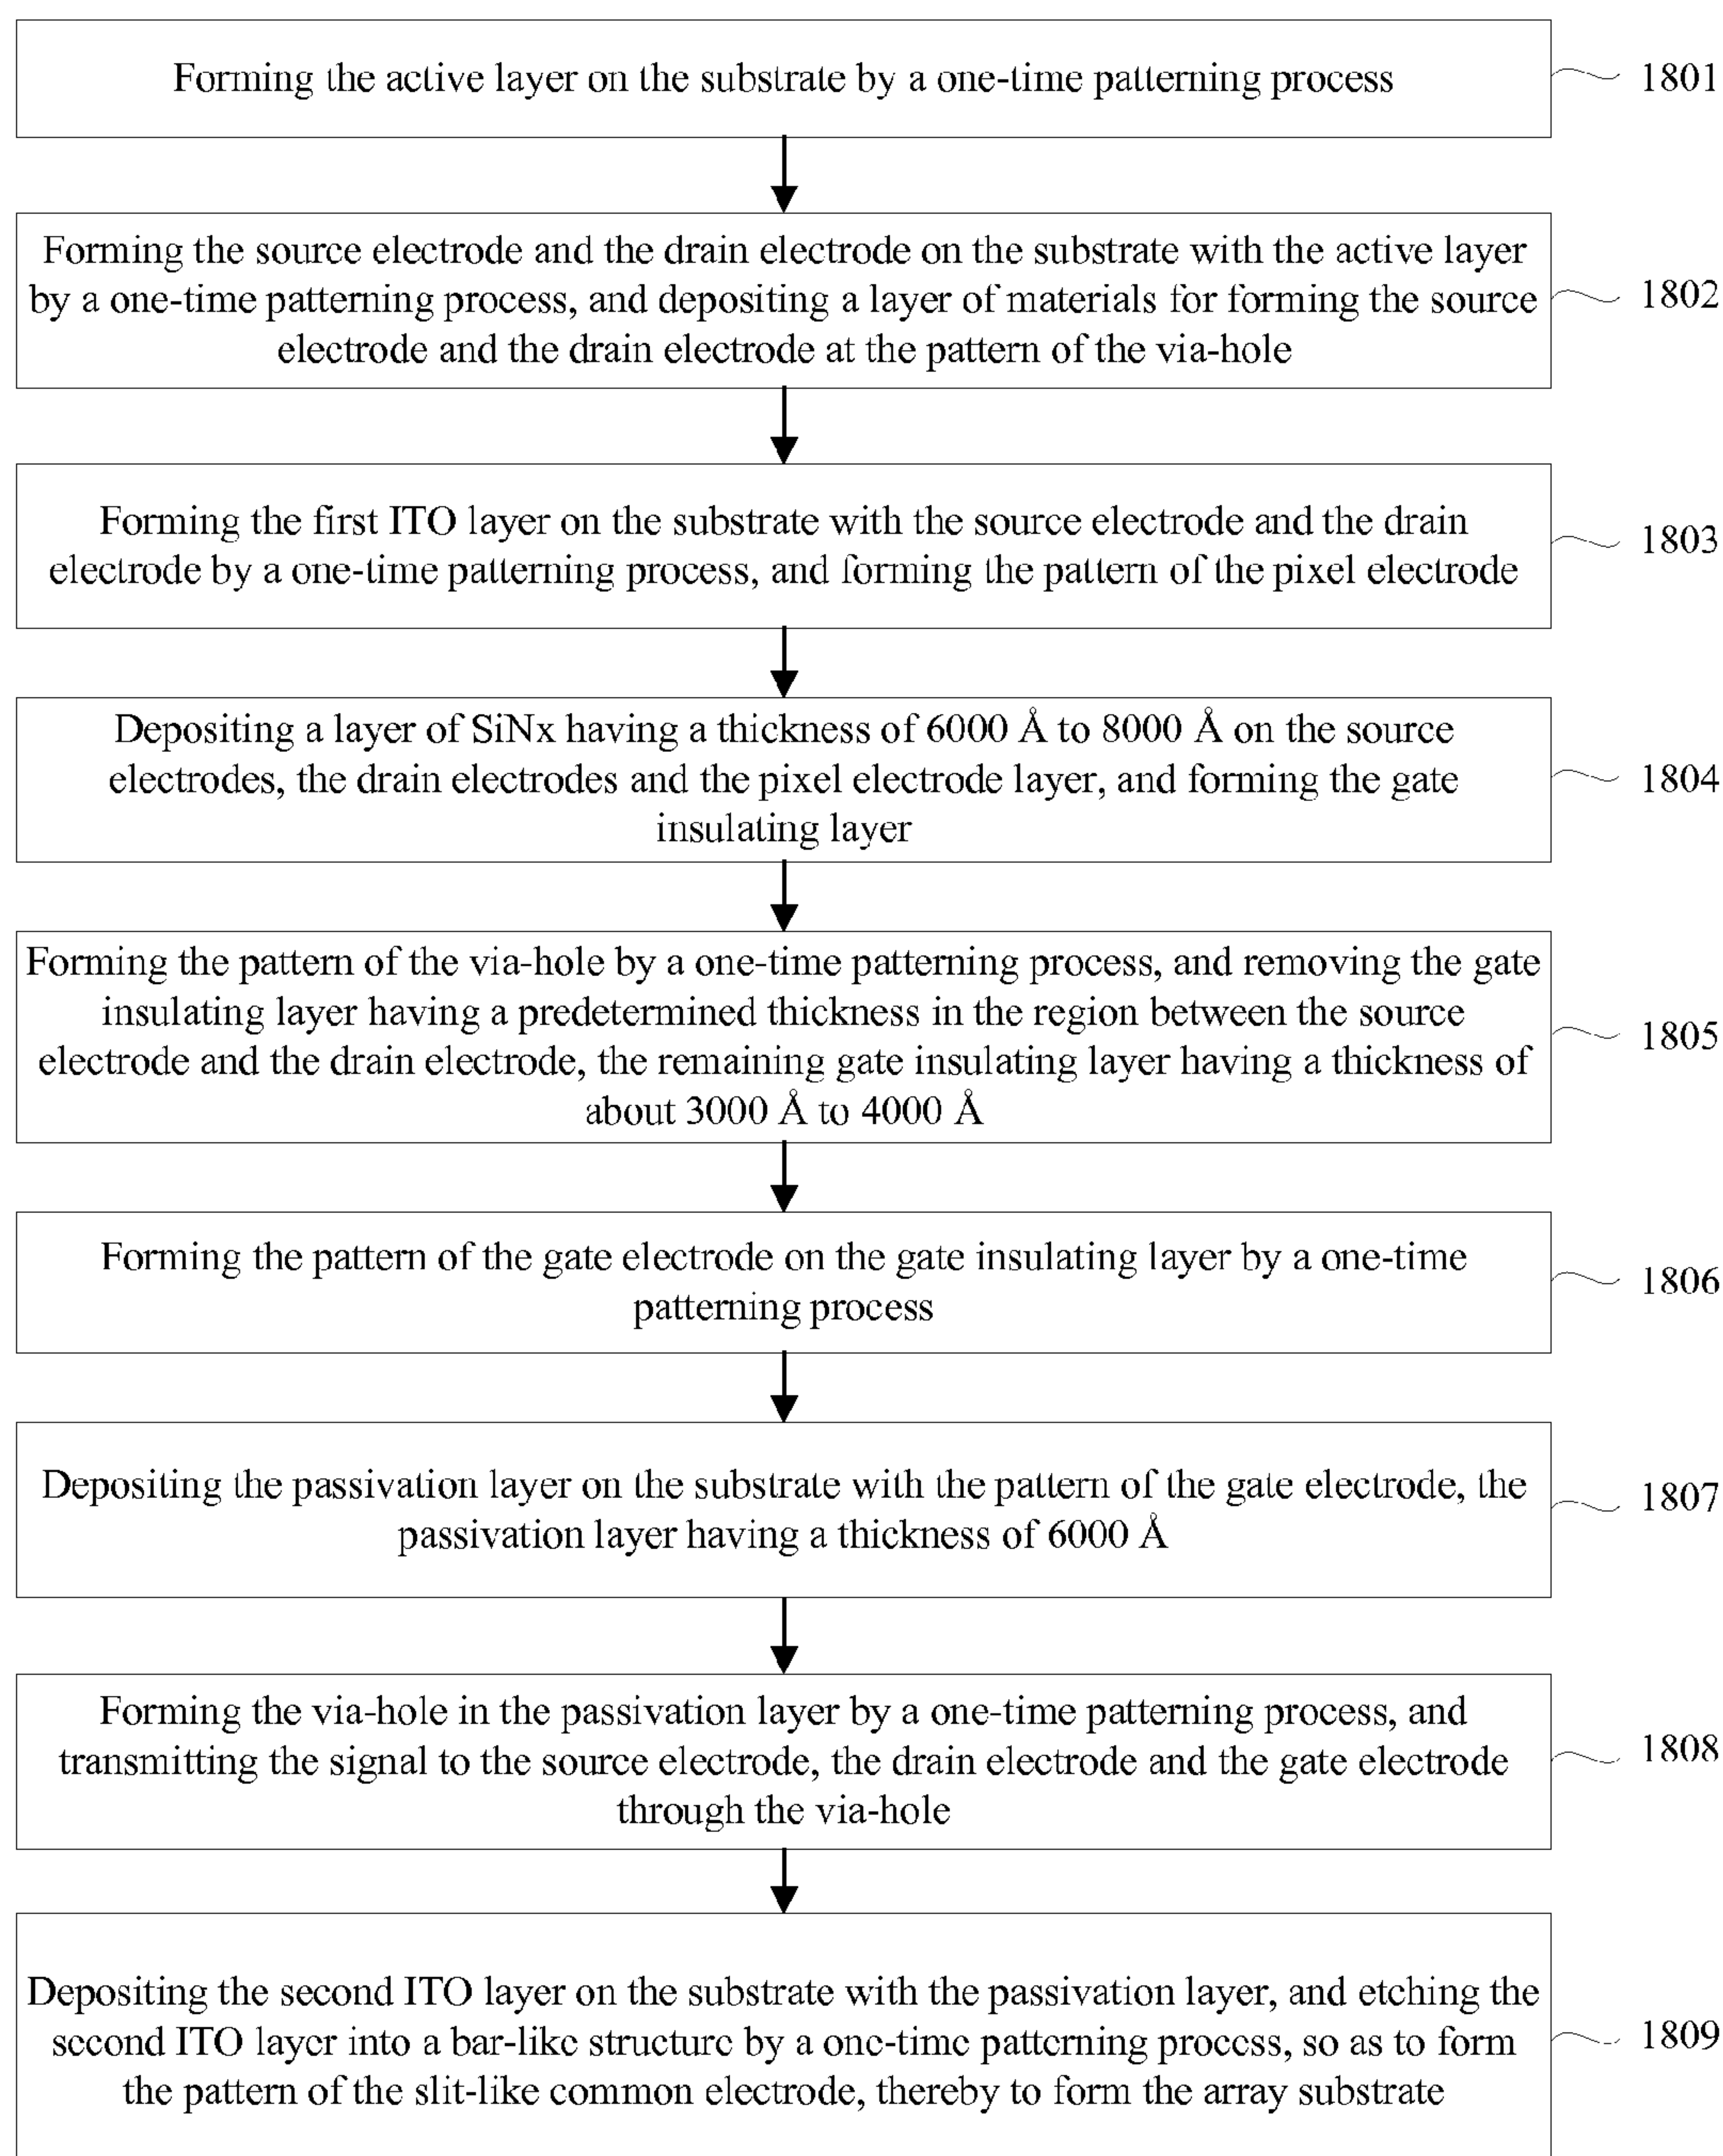 Forming the active layer on the substrate by a one-time patterning process
1801
Forming the source electrode and the drain electrode on the substrate with the active layer
by a one-time patterning process, and depositing a layer of materials for forming the source
electrode and the drain electrode at the pattern of the via-hole
1802
Forming the first ITO layer on the substrate with the source electrode and the drain
electrode by a one-time patterning process, and forming the pattern of the pixel electrode
1803
Depositing a layer of SiNx having a thickness of 6000 Å to 8000 Å on the source
electrodes, the drain electrodes and the pixel electrode layer, and forming the gate
insulating layer
1804
Forming the pattern of the via-hole by a one-time patterning process, and removing the gate
insulating layer having a predetermined thickness in the region between the source
electrode and the drain electrode, the remaining gate insulating layer having a thickness of
about 3000 Å to 4000 Å
1805
Forming the pattern of the gate electrode on the gate insulating layer by a one-time
patterning process
1806
Depositing the passivation layer on the substrate with the pattern of the gate electrode, the
passivation layer having a thickness of 6000 Å
1807
Forming the via-hole in the passivation layer by a one-time patterning process, and
transmitting the signal to the source electrode, the drain electrode and the gate electrode
through the via-hole
1808
Depositing the second ITO layer on the substrate with the passivation layer, and etching the
second ITO layer into a bar-like structure by a one-time patterning process, so as to form
the pattern of the slit-like common electrode, thereby to form the array substrate
1809